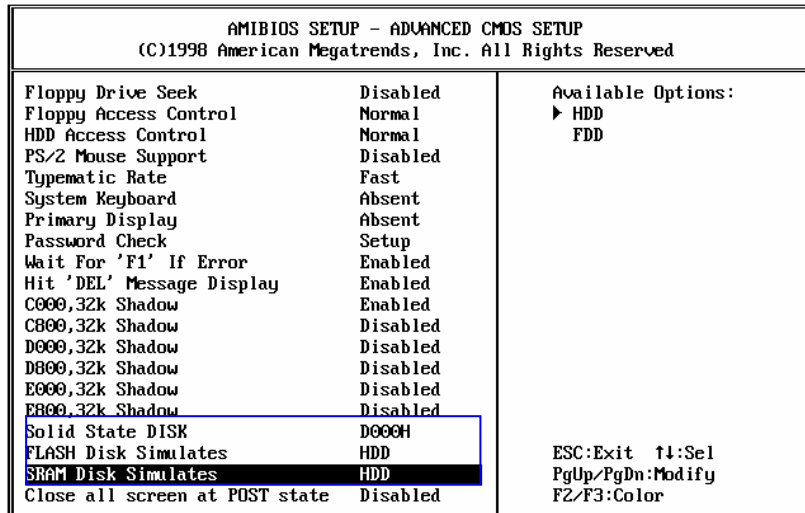 AMIBIOS SETUP - ADVANCED CMOS SETUP
(C)1998 American Megatrends, Inc. All Rights Reserved
Floppy Drive Seek Disabled
Floppy Access Control Normal
HDD Access Control Normal
PS/2 Mouse Support Disabled
Typematic Rate Fast
System Keyboard Absent
Primary Display Absent
Password Check Setup
Wait For 'F1' If Error Enabled
Hit 'DEL' Message Display Enabled
C000,32k Shadow Enabled
C800,32k Shadow Disabled
D000,32k Shadow Disabled
D800,32k Shadow Disabled
E000,32k Shadow Disabled
E800,32k Shadow Disabled
Solid State DISK D000H
FLASH Disk Simulates HDD
SRAM Disk Simulates HDD
Close all screen at POST state Disabled
Available Options:
▶ HDD
FDD
ESC:Exit ↑↓:Sel
PgUp/PgDn:Modify
F2/F3:Color